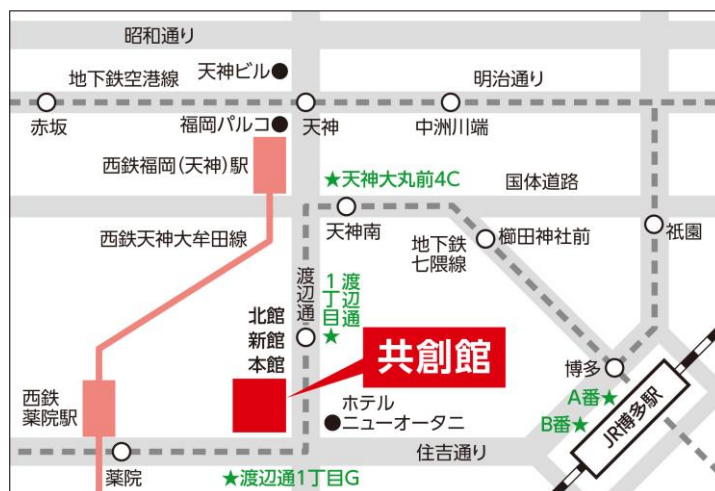 昭和通り
天神ビル
地下鉄空港線
明治通り
赤坂
福岡パルコ
天神
中洲川端
西鉄福岡(天神)駅
★天神大丸前4C
国体道路
西鉄天神大牟田線
天神南
地下鉄
七隈線
櫛田神社前
祇園
渡辺通
渡辺通
1丁目
★
北館
新館
本館
共創館
博多
A番★
B番★
JR博多駅
西鉄
薬院駅
ホテル
ニューオータニ
住吉通り
薬院
★渡辺通1丁目G